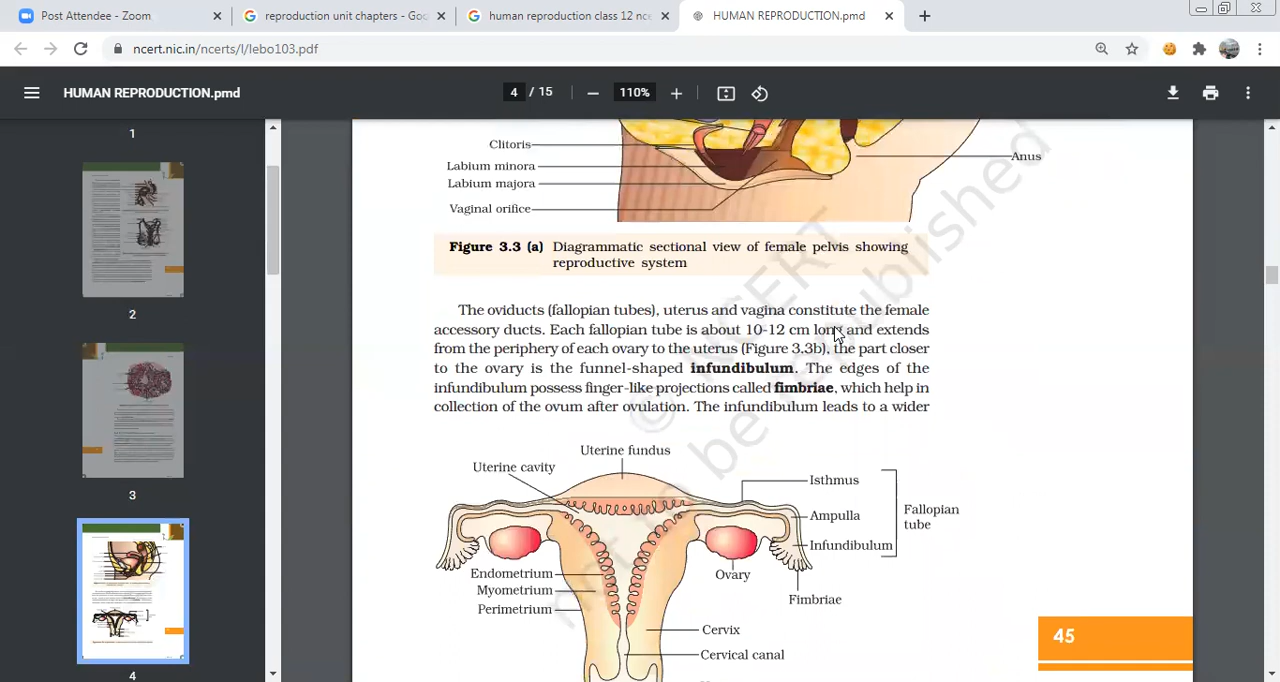 Post Attendee - Zoom
reproduction unit chapters - Goo
human reproduction class 12 nce
HUMAN REPRODUCTION.pmd
ncert.nic.in/ncerts/l/lebo103.pdf
HUMAN REPRODUCTION.pmd
4 / 15
110%
1
2
3
4
Clitoris
Labium minora
Labium majora
Vaginal orifice
Anus
Figure 3.3 (a) Diagrammatic sectional view of female pelvis showing
reproductive system
The oviducts (fallopian tubes), uterus and vagina constitute the female
accessory ducts. Each fallopian tube is about 10-12 cm long and extends
from the periphery of each ovary to the uterus (Figure 3.3b), the part closer
to the ovary is the funnel-shaped infundibulum. The edges of the
infundibulum possess finger-like projections called fimbriae, which help in
collection of the ovum after ovulation. The infundibulum leads to a wider
Uterine fundus
Uterine cavity
Isthmus
Ampulla
Infundibulum
Fallopian
tube
Endometrium
Myometrium
Perimetrium
Ovary
Fimbriae
Cervix
Cervical canal
45
© NCERT
be republished